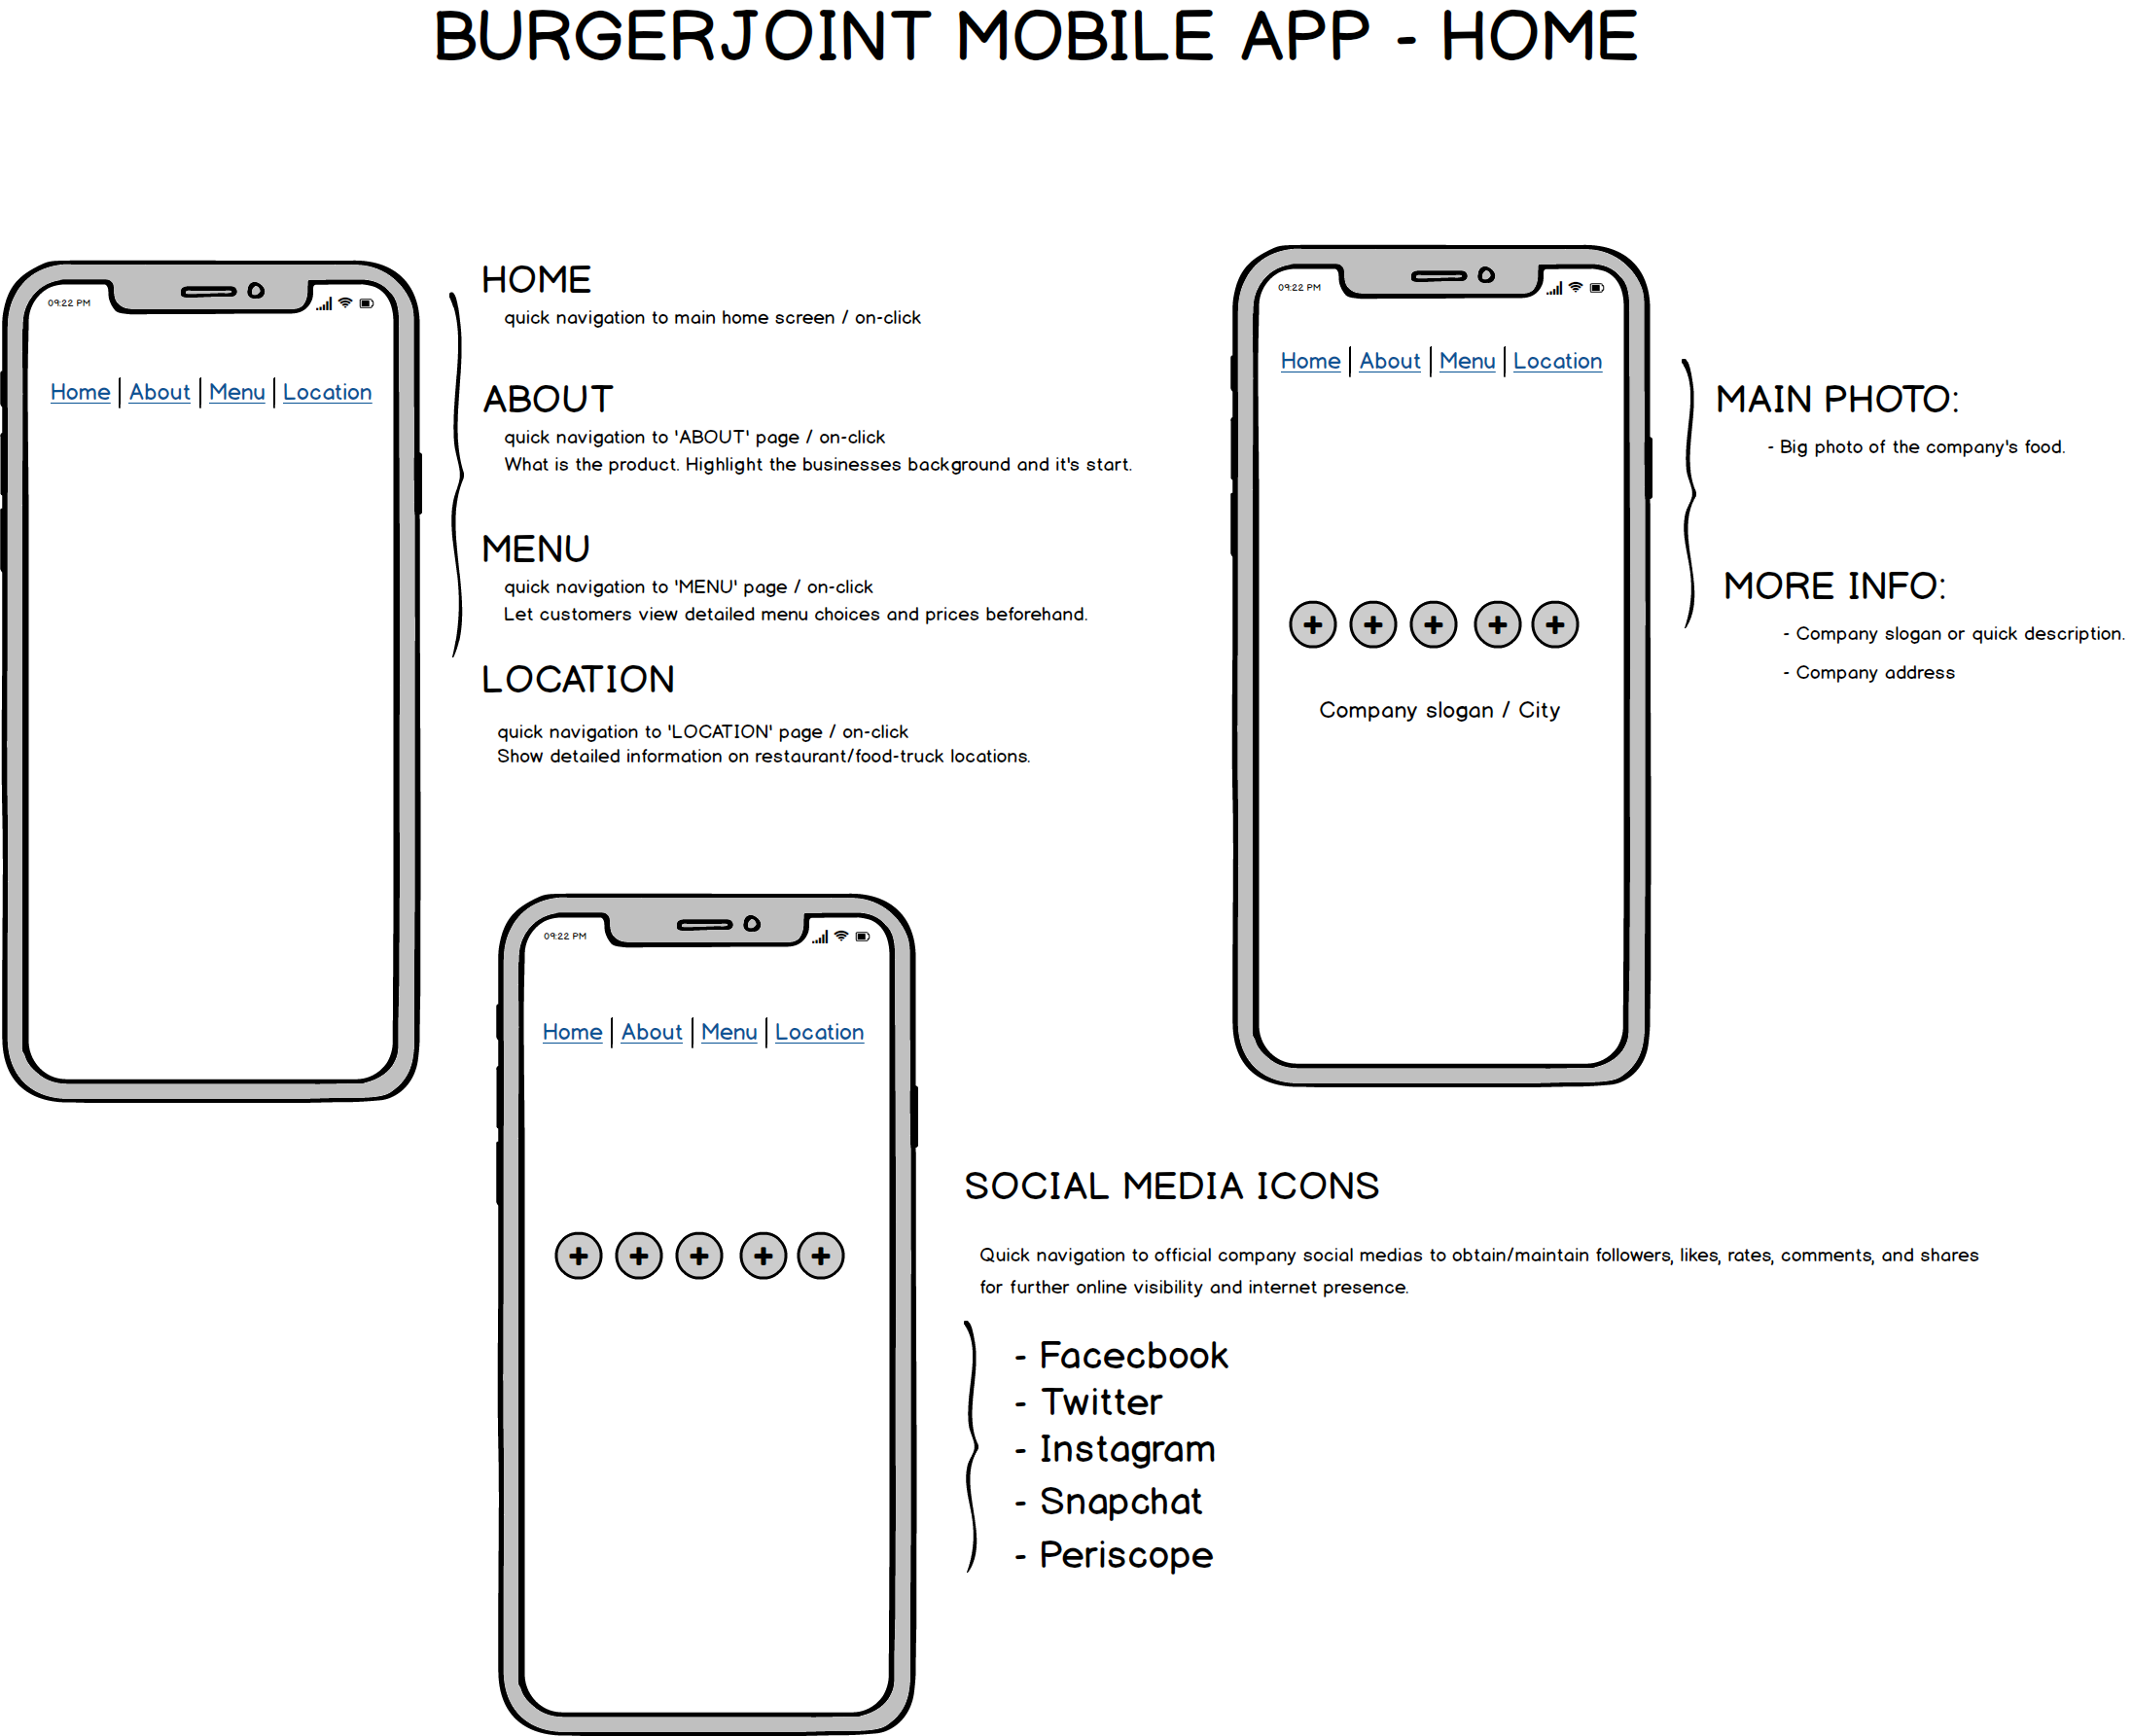 BURGERJOINT MOBILE APP - HOME
09:22 PM
Home | About | Menu | Location
HOME
quick navigation to main home screen / on-click
ABOUT
quick navigation to 'ABOUT' page / on-click
What is the product. Highlight the businesses background and it's start.
MENU
quick navigation to 'MENU' page / on-click
Let customers view detailed menu choices and prices beforehand.
LOCATION
quick navigation to 'LOCATION' page / on-click
Show detailed information on restaurant/food-truck locations.
09:22 PM
Home | About | Menu | Location
Company slogan / City
MAIN PHOTO:
- Big photo of the company's food.
MORE INFO:
- Company slogan or quick description.
- Company address
09:22 PM
Home | About | Menu | Location
SOCIAL MEDIA ICONS
Quick navigation to official company social medias to obtain/maintain followers, likes, rates, comments, and shares
for further online visibility and internet presence.
- Facecbook
- Twitter
- Instagram
- Snapchat
- Periscope